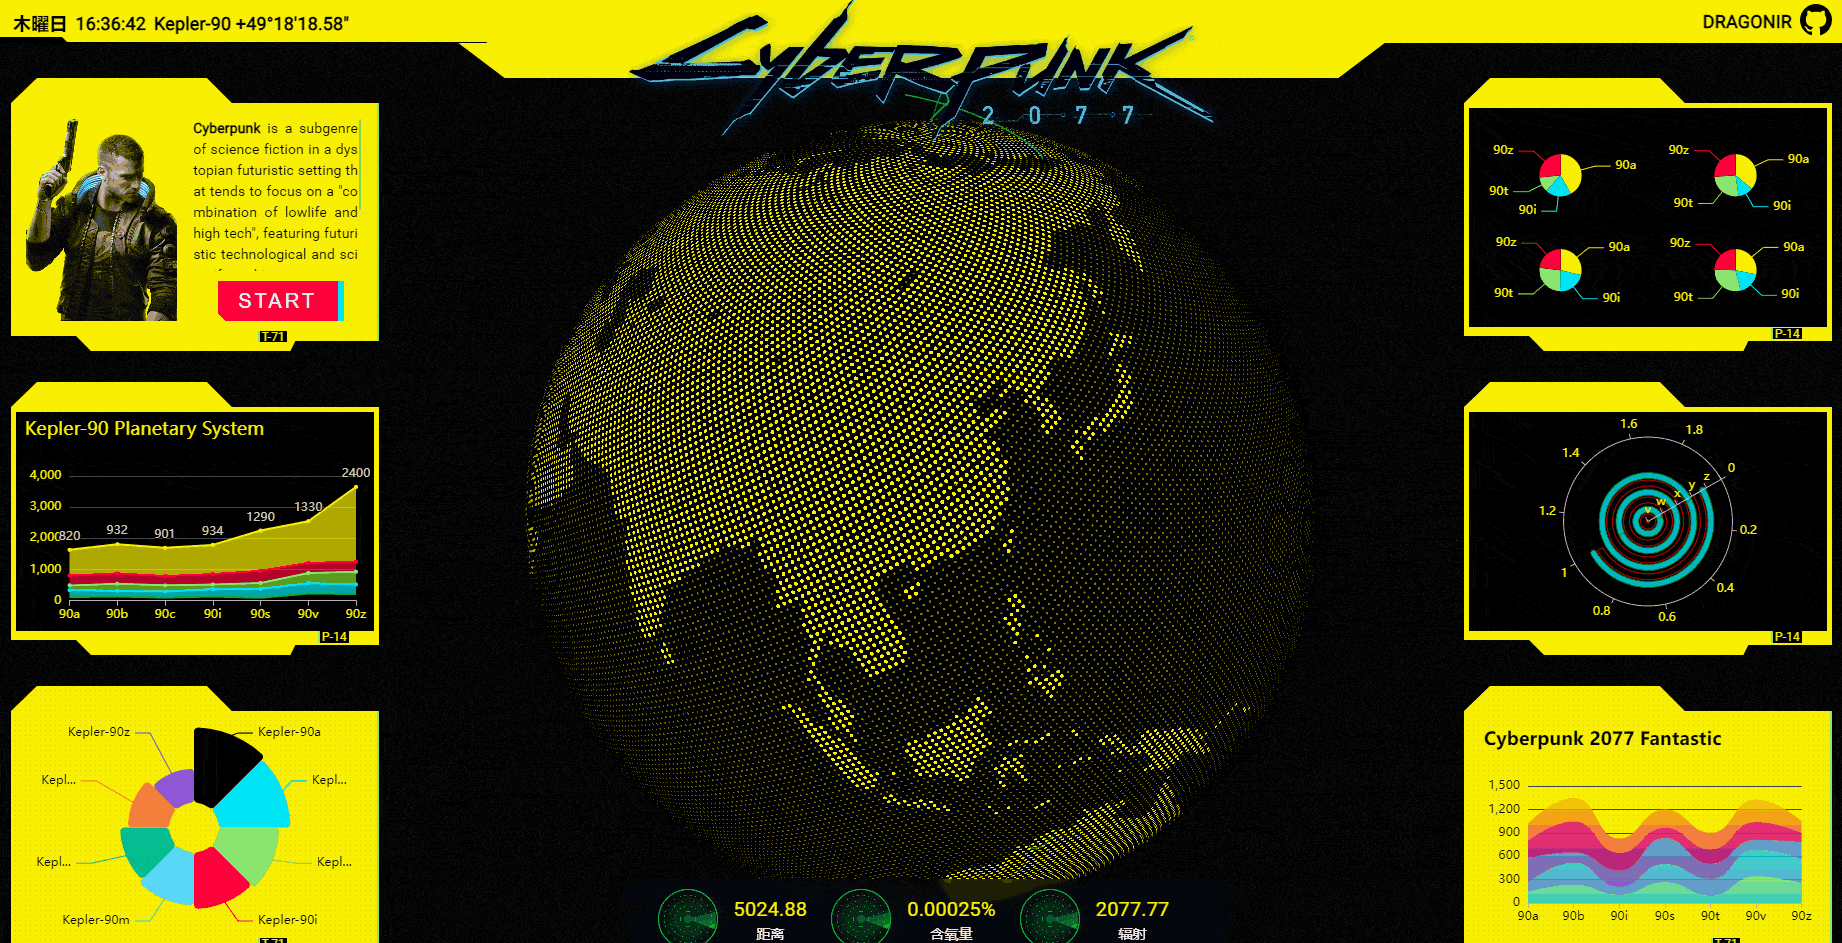 木曜日 16:36:42 Kepler-90 +49°18'18.58"
CYBERPUNK
2077
DRAGONIR
Cyberpunk is a subgenre
of science fiction in a dys
topian futuristic setting th
at tends to focus on a "co
mbination of lowlife and
high tech", featuring futuri
stic technological and sci
START
T-71
Kepler-90 Planetary System
4,000
3,000
2,000
1,000
0
820
932
901
934
1290
1330
2400
90a 90b 90c 90i 90s 90v 90z
P-14
Kepler-90z
Kepler-90a
Kepl...
Kepl...
Kepl...
Kepl...
Kepler-90m
Kepler-90i
T-71
5024.88
距离
0.00025%
含氧量
2077.77
辐射
90z
90a
90t
90i
90z
90a
90t
90i
90z
90a
90t
90i
90z
90a
90t
90i
P-14
1.6
1.8
1.4
0
1.2
0.2
1
0.4
0.8
0.6
v
w
x
y
z
P-14
Cyberpunk 2077 Fantastic
1,500
1,200
900
600
300
0
90a 90b 90i 90s 90t 90v 90z
T-71